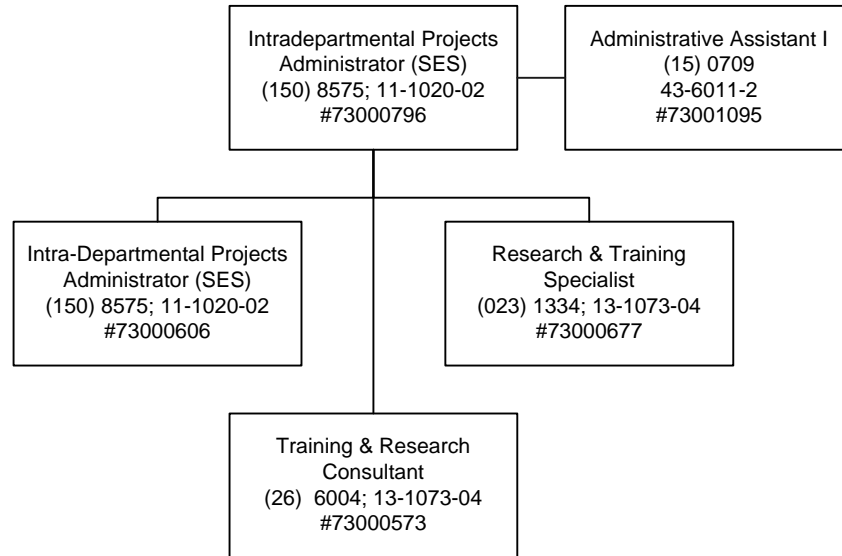 Intradepartmental Projects
Administrator (SES)
(150) 8575; 11-1020-02
#73000796
Administrative Assistant I
(15) 0709
43-6011-2
#73001095
Intra-Departmental Projects
Administrator (SES)
(150) 8575; 11-1020-02
#73000606
Research & Training
Specialist
(023) 1334; 13-1073-04
#73000677
Training & Research
Consultant
(26)  6004; 13-1073-04
#73000573